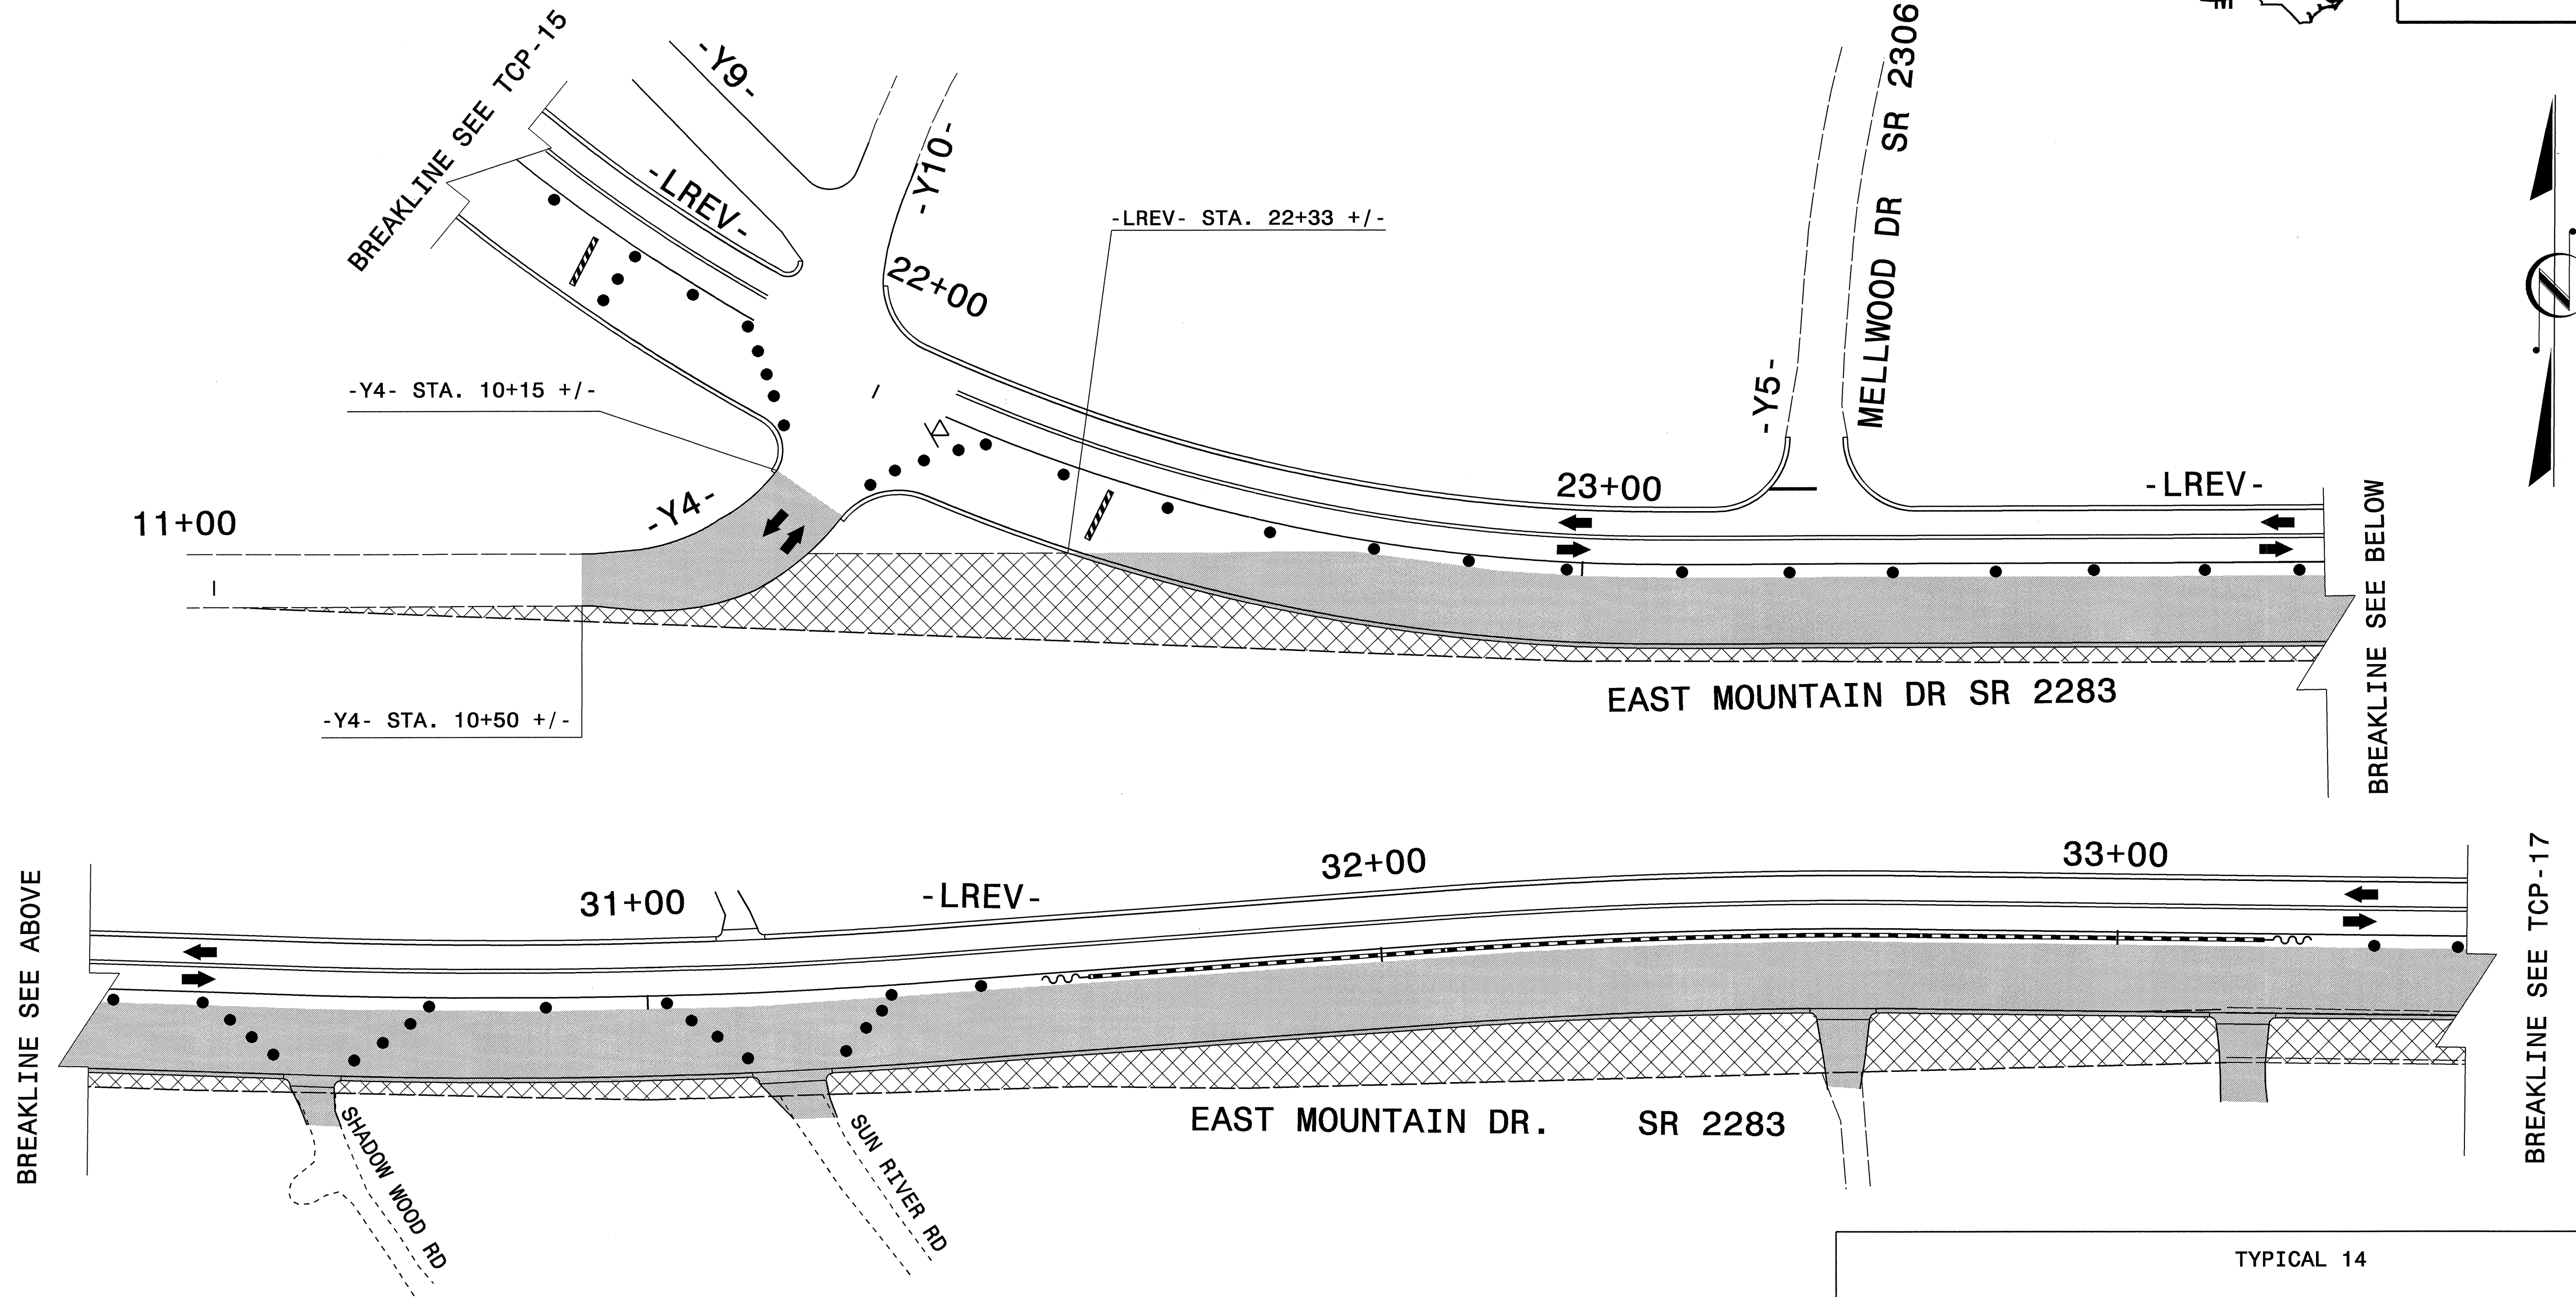 BREAKLINE SEE TCP-15
-Y9-
-LREV-
-Y10-
22+00
-LREV- STA. 22+33 +/-
MELLWOOD DR SR 2306
-Y5-
-Y4- STA. 10+15 +/-
-Y4-
11+00
23+00
-LREV-
BREAKLINE SEE BELOW
EAST MOUNTAIN DR SR 2283
-Y4- STA. 10+50 +/-
BREAKLINE SEE ABOVE
31+00
-LREV-
32+00
33+00
BREAKLINE SEE TCP-17
EAST MOUNTAIN DR. SR 2283
SHADOW WOOD RD
SUN RIVER RD
TYPICAL 14